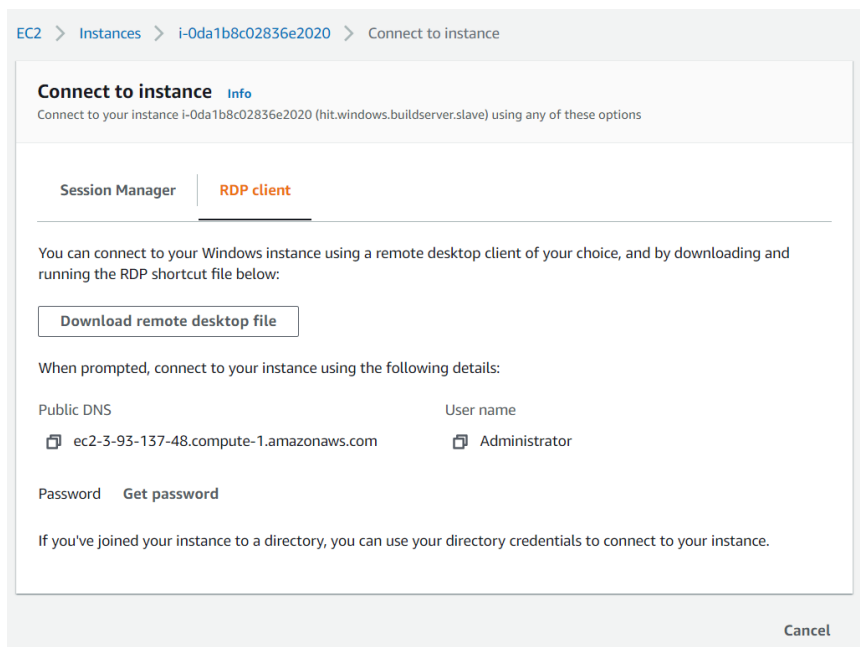 EC2 > Instances > i-0da1b8c02836e2020 > Connect to instance
Connect to instance Info
Connect to your instance i-0da1b8c02836e2020 (hit.windows.buildserver.slave) using any of these options
Session Manager RDP client
You can connect to your Windows instance using a remote desktop client of your choice, and by downloading and
running the RDP shortcut file below:
Download remote desktop file
When prompted, connect to your instance using the following details:
Public DNS User name
ec2-3-93-137-48.compute-1.amazonaws.com Administrator
Password Get password
If you've joined your instance to a directory, you can use your directory credentials to connect to your instance.
Cancel